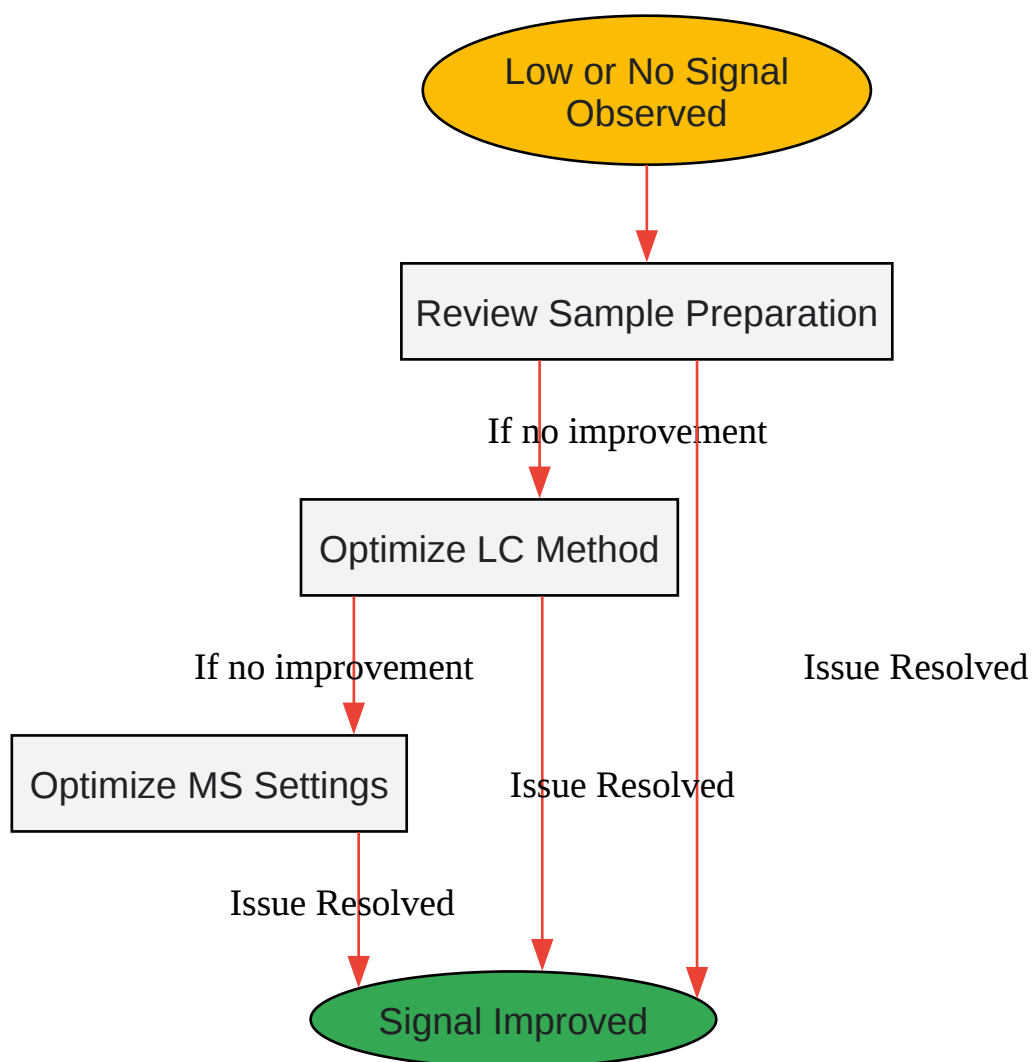 Low or No Signal
Observed
Review Sample Preparation
If no improvement
Optimize LC Method
If no improvement
Issue Resolved
Optimize MS Settings
Issue Resolved
Issue Resolved
Signal Improved